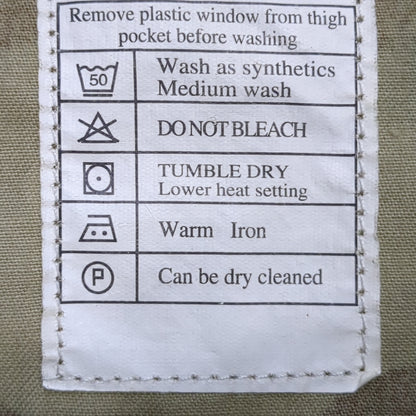 Remove plastic window from thigh
pocket before washing
50
Wash as synthetics
Medium wash
DO NOT BLEACH
TUMBLE DRY
Lower heat setting
Warm Iron
P
Can be dry cleaned